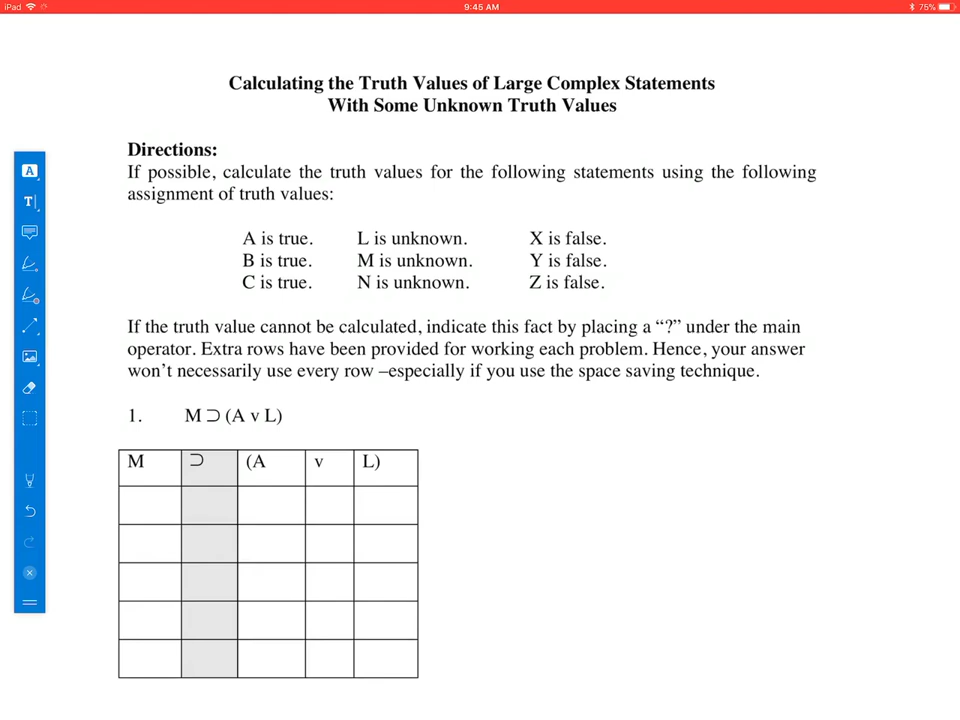 iPad
9:45 AM
75%
Calculating the Truth Values of Large Complex Statements
With Some Unknown Truth Values
Directions:
If possible, calculate the truth values for the following statements using the following
assignment of truth values:
A is true. L is unknown. X is false.
B is true. M is unknown. Y is false.
C is true. N is unknown. Z is false.
If the truth value cannot be calculated, indicate this fact by placing a “?” under the main
operator. Extra rows have been provided for working each problem. Hence, your answer
won’t necessarily use every row –especially if you use the space saving technique.
1. M ⊃ (A v L)
M ⊃ (A v L)
A
T